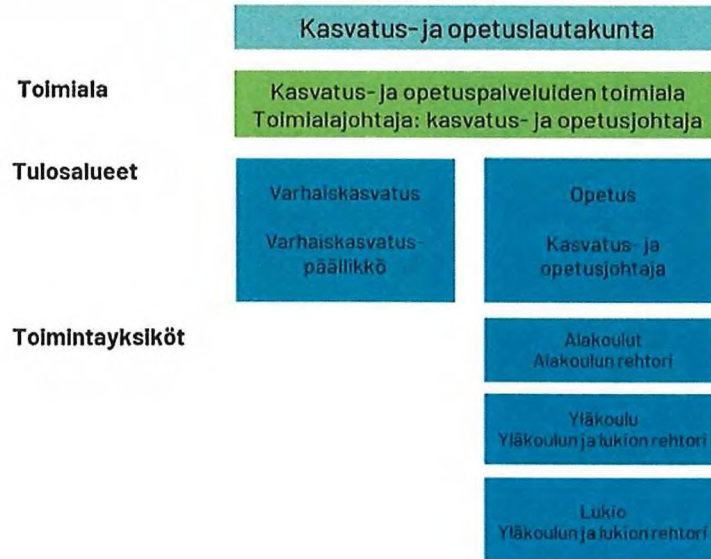 Kasvatus- ja opetuslautakunta
Toimiala
Kasvatus- ja opetuspalveluiden toimiala
Toimialajohtaja: kasvatus- ja opetusjohtaja
Tulosalueet
Varhaiskasvatus
Varhaiskasvatus-
päällikkö
Opetus
Kasvatus- ja
opetusjohtaja
Toimintayksiköt
Alakoulut
Alakoulun rehtori
Yläkoulu
Yläkoulun ja lukion rehtori
Lukio
Yläkoulun ja lukion rehtori